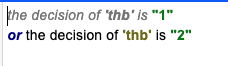 the decision of 'thb' is "1"
or the decision of 'thb' is "2"